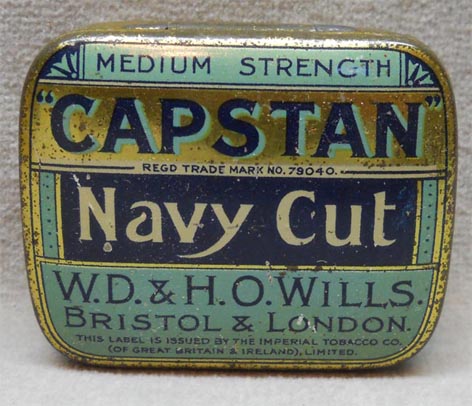 MEDIUM STRENGTH
"CAPSTAN"
REGD TRADE MARK NO. 79040.
Navy Cut
W.D. & H.O. WILLS.
BRISTOL & LONDON.
THIS LABEL IS ISSUED BY THE IMPERIAL TOBACCO CO.
(OF GREAT BRITAIN & IRELAND), LIMITED.